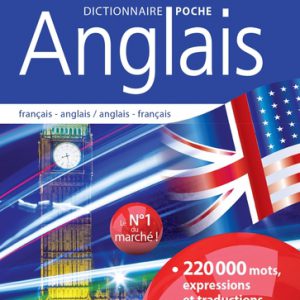 DICTIONNAIRE POCHE
Anglais
français - anglais / anglais - français
Le N°1
du
marché !
• 220 000 mots,
expressions
et traductions